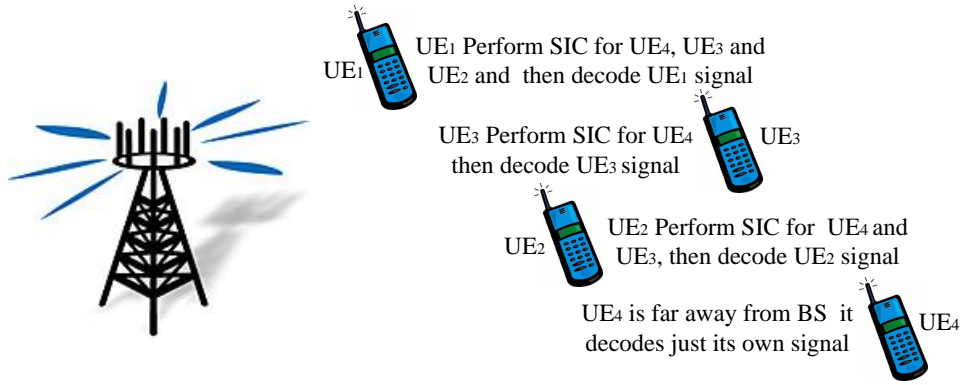 UE1 Perform SIC for UE4, UE3 and
UE2 and then decode UE1 signal
UE1
UE3 Perform SIC for UE4
then decode UE3 signal
UE3
UE2 Perform SIC for UE4 and
UE3, then decode UE2 signal
UE2
UE4 is far away from BS it
decodes just its own signal
UE4